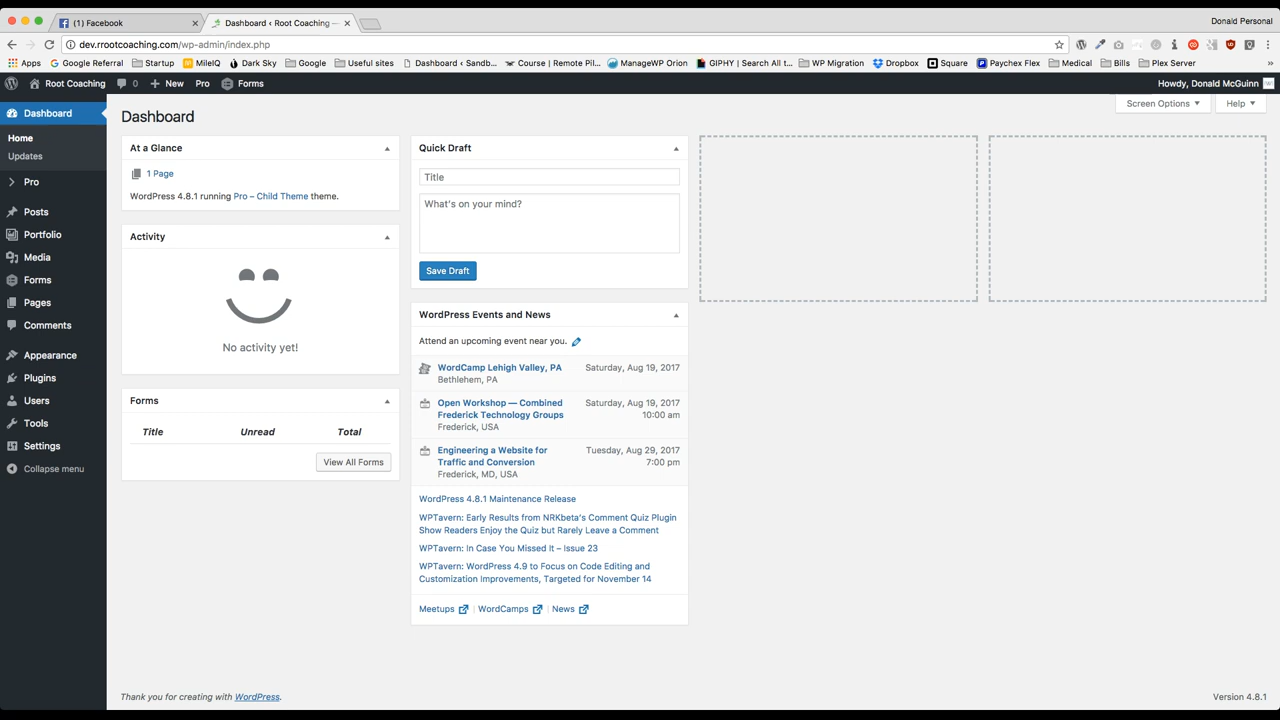 (1) Facebook
Dashboard ‹ Root Coaching —
Donald Personal
dev.rrootcoaching.com/wp-admin/index.php
Apps Google Referral Startup MileIQ Dark Sky Google Useful sites Dashboard ‹ Sandb... Course | Remote Pil... ManageWP Orion GIPHY | Search All t... WP Migration Dropbox Square Paychex Flex Medical Bills Plex Server »
Root Coaching 0 New Pro Forms Howdy, Donald McGuinn
Screen Options Help
Dashboard
Home
Updates
Pro
Posts
Portfolio
Media
Forms
Pages
Comments
Appearance
Plugins
Users
Tools
Settings
Collapse menu
Dashboard
At a Glance
1 Page
WordPress 4.8.1 running Pro – Child Theme theme.
Activity
No activity yet!
Forms
Title Unread Total
View All Forms
Quick Draft
Title
What's on your mind?
Save Draft
WordPress Events and News
Attend an upcoming event near you.
WordCamp Lehigh Valley, PA Saturday, Aug 19, 2017
Bethlehem, PA
Open Workshop — Combined Saturday, Aug 19, 2017
Frederick Technology Groups 10:00 am
Frederick, USA
Engineering a Website for Tuesday, Aug 29, 2017
Traffic and Conversion 7:00 pm
Frederick, MD, USA
WordPress 4.8.1 Maintenance Release
WPTavern: Early Results from NRKbeta's Comment Quiz Plugin
Show Readers Enjoy the Quiz but Rarely Leave a Comment
WPTavern: In Case You Missed It – Issue 23
WPTavern: WordPress 4.9 to Focus on Code Editing and
Customization Improvements, Targeted for November 14
Meetups | WordCamps | News
Thank you for creating with WordPress.
Version 4.8.1